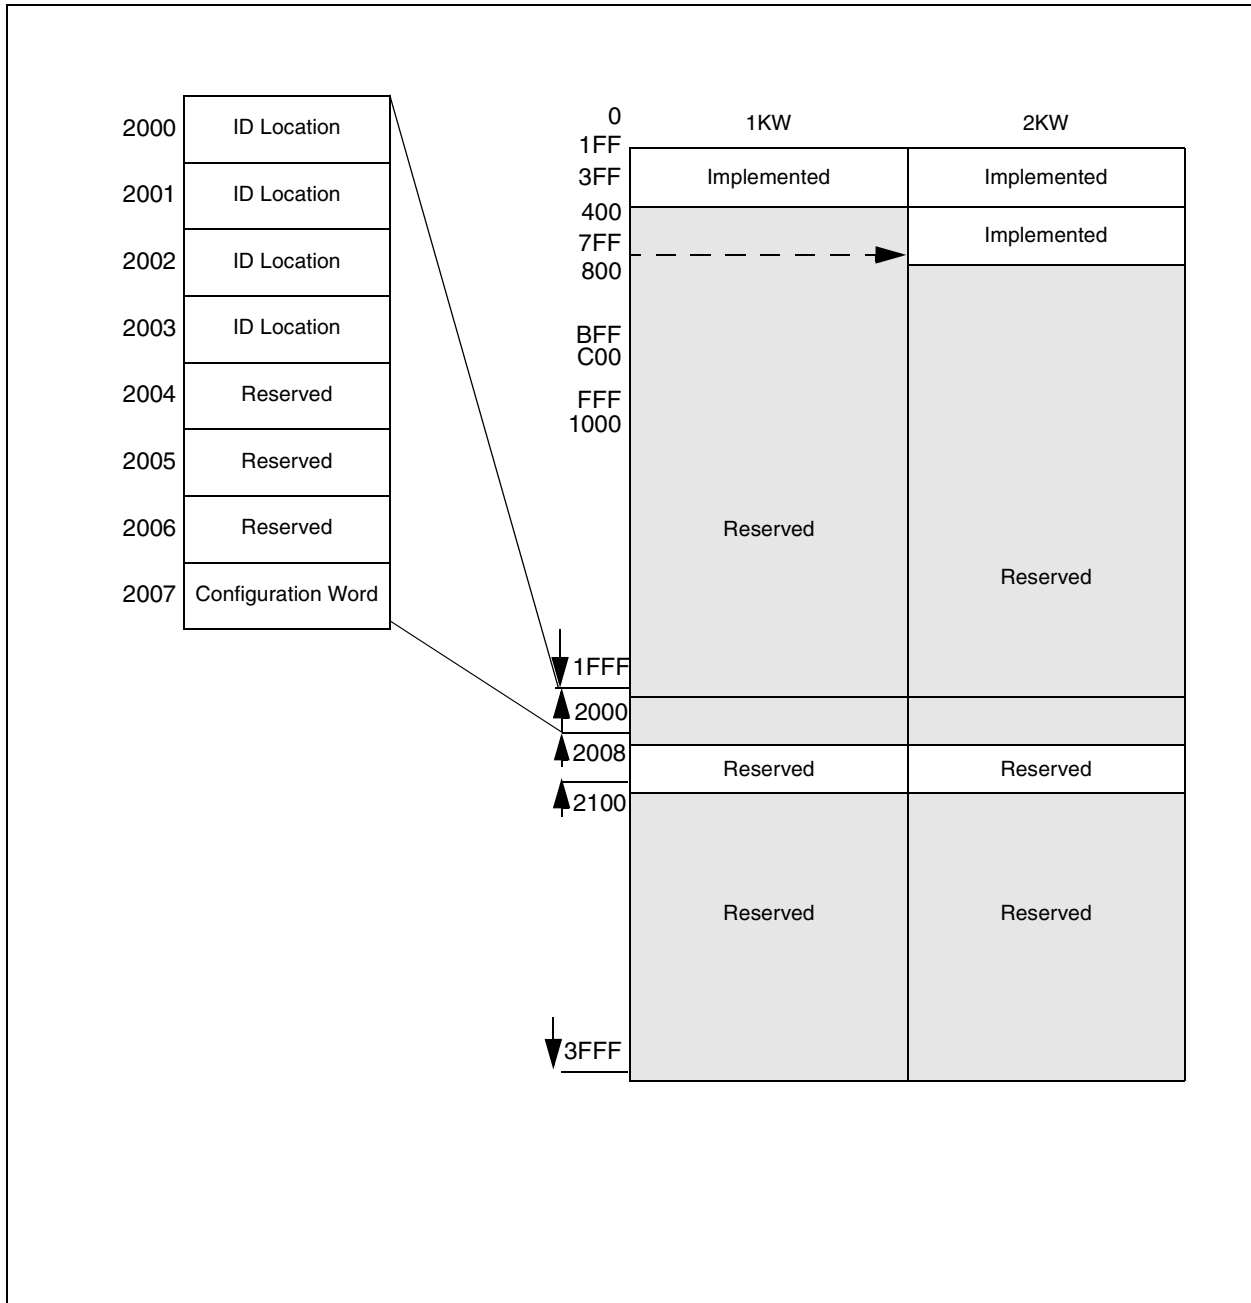 2000 ID Location
2001 ID Location
2002 ID Location
2003 ID Location
2004 Reserved
2005 Reserved
2006 Reserved
2007 Configuration Word
0 1KW 2KW
1FF
3FF Implemented Implemented
400
Implemented
7FF
800
BFF
C00
FFF
1000
Reserved
Reserved
1FFF
2000
2008 Reserved Reserved
2100
Reserved Reserved
3FFF